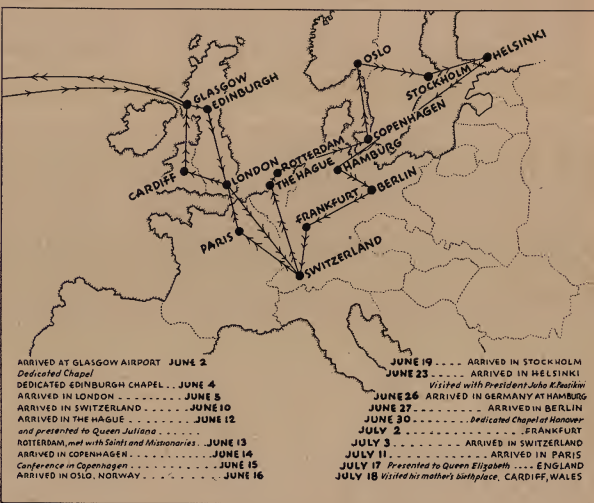 OSLO
HELSINKI
STOCKHOLM
GLASGOW
EDINBURGH
COPENHAGEN
ROTTERDAM
HAMBURG
LONDON
THE HAGUE
CARDIFF
BERLIN
FRANKFURT
PARIS
SWITZERLAND
ARRIVED AT GLASGOW AIRPORT JUNE 2
Dedicated Chapel
DEDICATED EDINBURGH CHAPEL . . JUNE 4
ARRIVED IN LONDON . . . . . . . JUNE 5
ARRIVED IN SWITZERLAND . . . . JUNE 10
ARRIVED IN THE HAGUE . . . . . . JUNE 12
and presented to Queen Juliana . . . . .
ROTTERDAM, met with Saints and Missionaries . JUNE 13
ARRIVED IN COPENHAGEN . . . . . . . JUNE 14
Conference in Copenhagen . . . . . . . . JUNE 15
ARRIVED IN OSLO, NORWAY . . . . . . JUNE 16
JUNE 19 . . . . ARRIVED IN STOCKHOLM
JUNE 23 . . . . ARRIVED IN HELSINKI
Visited with President Juho K. Paasikivi
JUNE 26 ARRIVED IN GERMANY AT HAMBURG
JUNE 27 . . . . . . . ARRIVED IN BERLIN
JUNE 30 . . . . . Dedicated Chapel at Hanover
JULY 2 . . . . . . . . . . FRANKFURT
JULY 3 . . . . . ARRIVED IN SWITZERLAND
JULY 11 . . . . . . . . . ARRIVED IN PARIS
JULY 17 Presented to Queen Elizabeth . . . . ENGLAND
JULY 18 Visited his mother's birthplace, CARDIFF, WALES